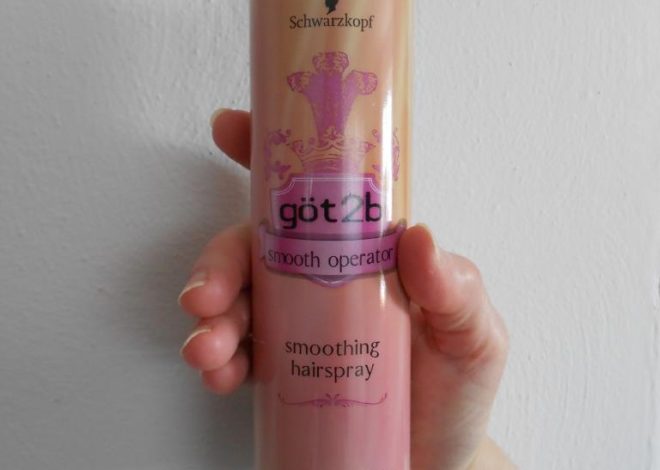 Schwarzkopf
göt2b
smooth operator
smoothing
hairspray